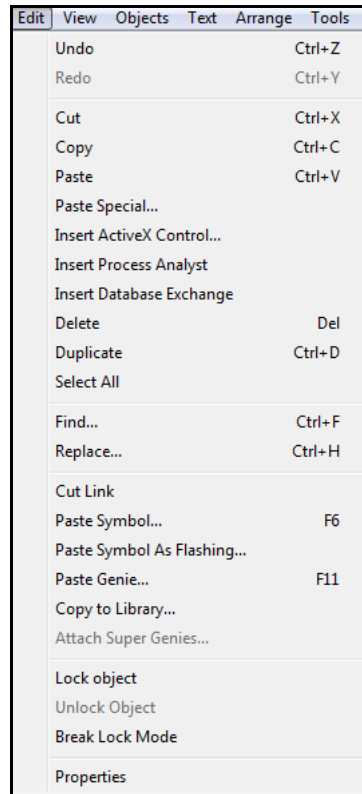 Edit View Objects Text Arrange Tools
Undo Ctrl+Z
Redo Ctrl+Y
Cut Ctrl+X
Copy Ctrl+C
Paste Ctrl+V
Paste Special...
Insert ActiveX Control...
Insert Process Analyst
Insert Database Exchange
Delete Del
Duplicate Ctrl+D
Select All
Find... Ctrl+F
Replace... Ctrl+H
Cut Link
Paste Symbol... F6
Paste Symbol As Flashing...
Paste Genie... F11
Copy to Library...
Attach Super Genies...
Lock object
Unlock Object
Break Lock Mode
Properties